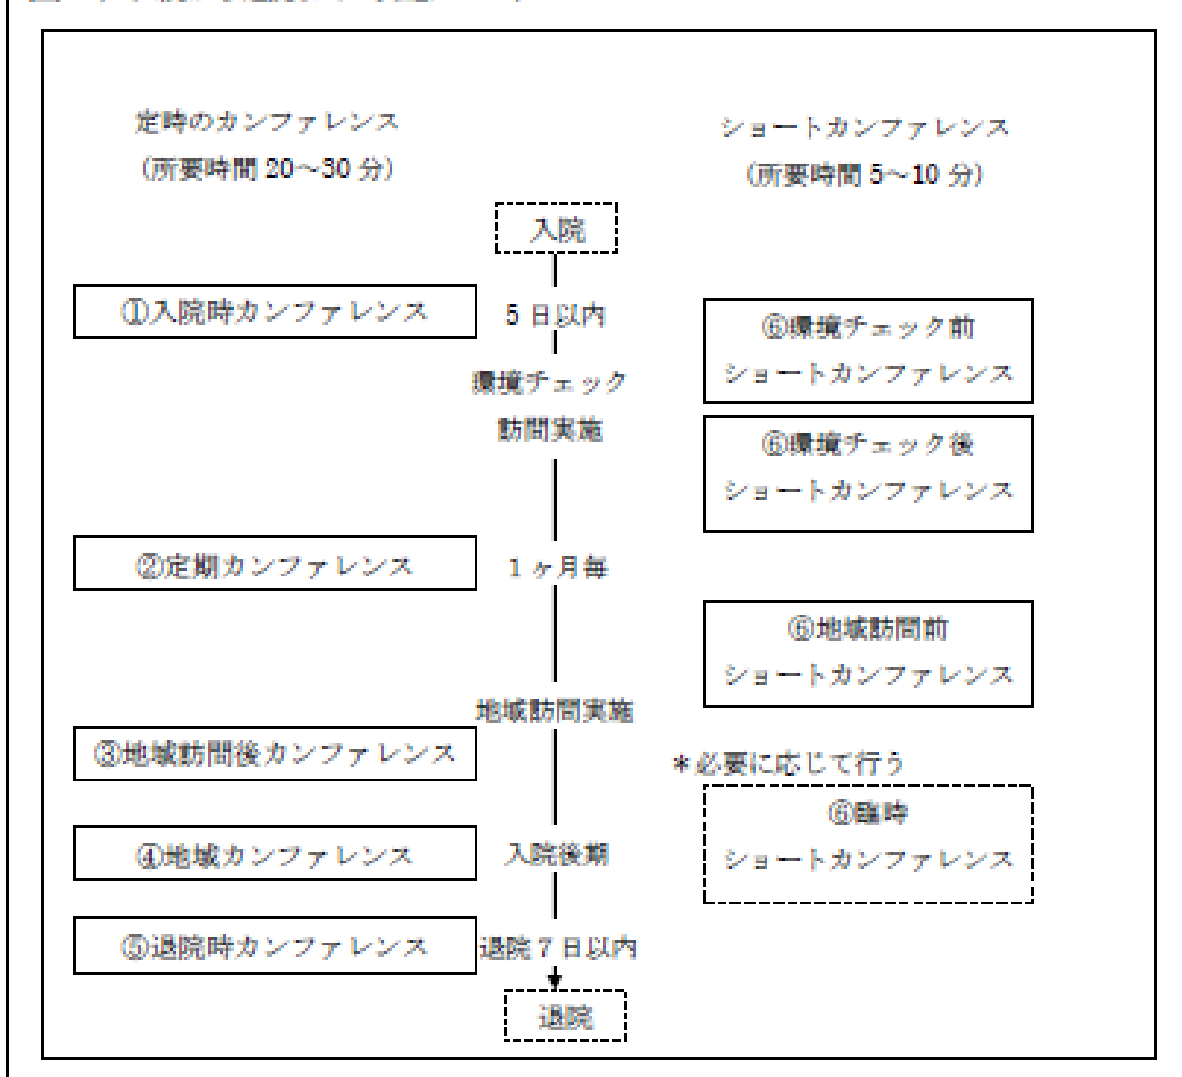 定時のカンファレンス
（所要時間 20～30 分）
ショートカンファレンス
（所要時間 5～10 分）
入院
①入院時カンファレンス
5 日以内
⑥環境チェック前
ショートカンファレンス
環境チェック
訪問実施
⑥環境チェック後
ショートカンファレンス
②定期カンファレンス
1 ヶ月毎
⑥地域訪問前
ショートカンファレンス
地域訪問実施
③地域訪問後カンファレンス
＊必要に応じて行う
⑥臨時
ショートカンファレンス
④地域カンファレンス
入院後期
⑤退院時カンファレンス
退院 7 日以内
退院